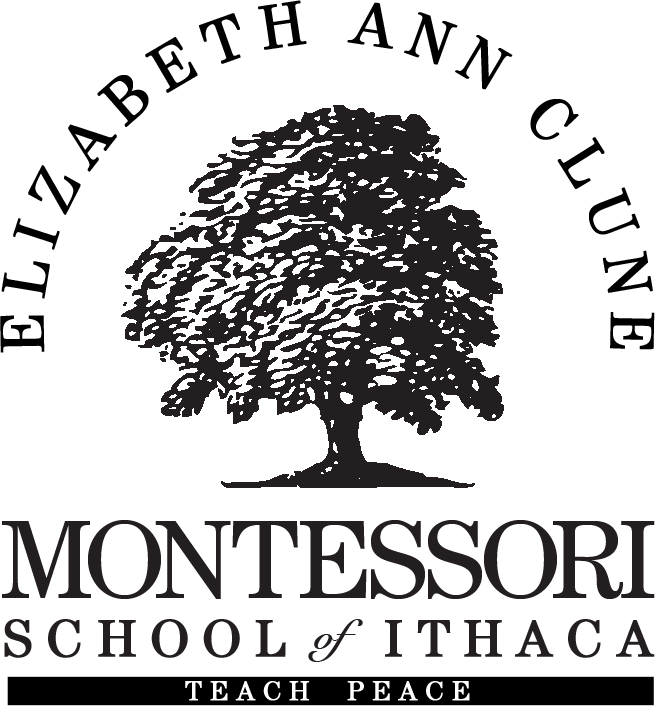 ELIZABETH ANN CLUNE
MONTESSORI
SCHOOL of ITHACA
TEACH PEACE